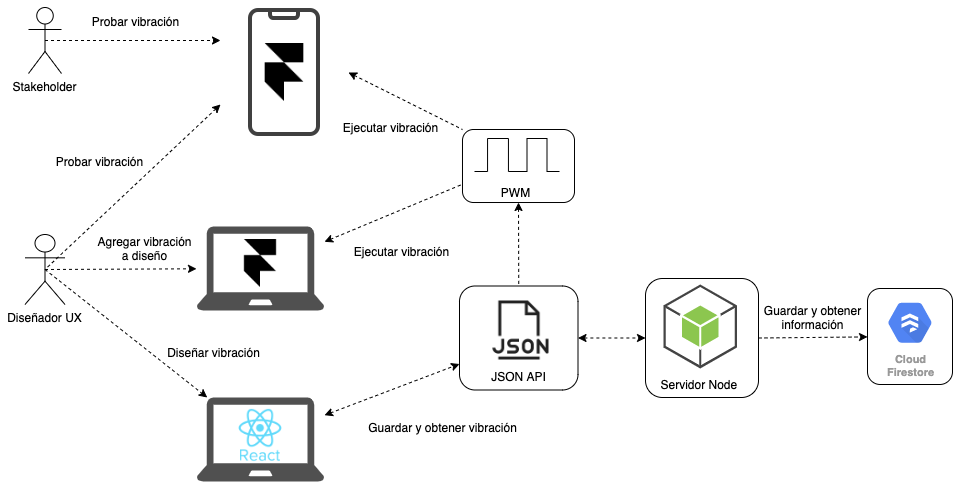 Probar vibración
Stakeholder
Ejecutar vibración
Probar vibración
PWM
Agregar vibración
a diseño
Ejecutar vibración
Diseñador UX
Guardar y obtener
información
JSON
JSON API
Servidor Node
Cloud
Firestore
Diseñar vibración
Guardar y obtener vibración
React